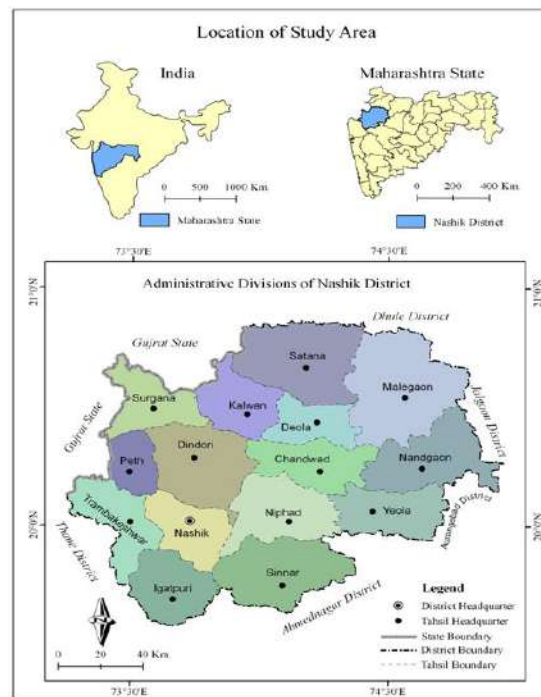 Location of Study Area
India
Maharashtra State
0 500 1000 Km
Maharashtra State
0 200 400 Km
Nashik District
73°30'E
74°30'E
21°0'N
21°0'N
Administrative Divisions of Nashik District
Gujrat State
Dhule District
Satana
Malegaon
Surgana
Kalwan
Deola
Jalgaon District
Gujrat State
Dindori
Peth
Chandwad
Nandgaon
Trambakeshwar
Nashik
Niphad
Yeola
Aurangabad District
20°0'N
20°0'N
Thane District
Igatpuri
Sinnar
Ahmednagar District
Legend
District Headquarter
Tahsil Headquarter
State Boundary
District Boundary
Tahsil Boundary
0 20 40 Km
73°30'E
74°30'E